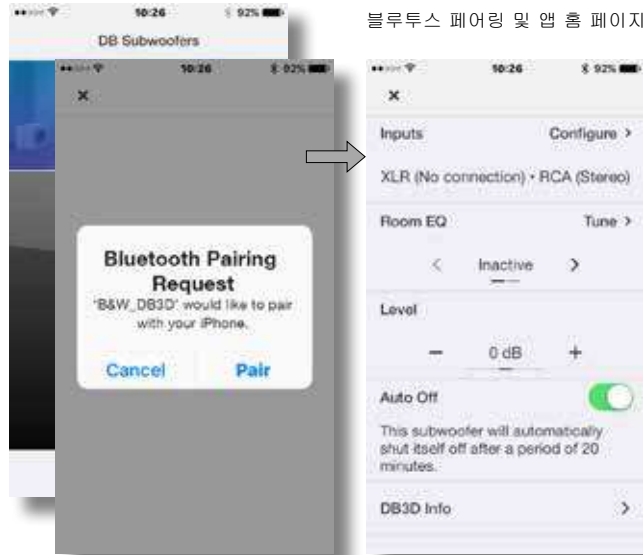 블루투스 페어링 및 앱 홈 페이지
10:26
92%
DB Subwoofers
10:26
92%
×
Bluetooth Pairing
Request
"B&W_DB3D" would like to pair
with your iPhone.
Cancel
Pair
10:26
92%
×
Inputs
Configure >
XLR (No connection) • RCA (Stereo)
Room EQ
Tune >
< Inactive >
Level
− 0 dB +
Auto Off
This subwoofer will automatically
shut itself off after a period of 20
minutes.
DB3D Info >